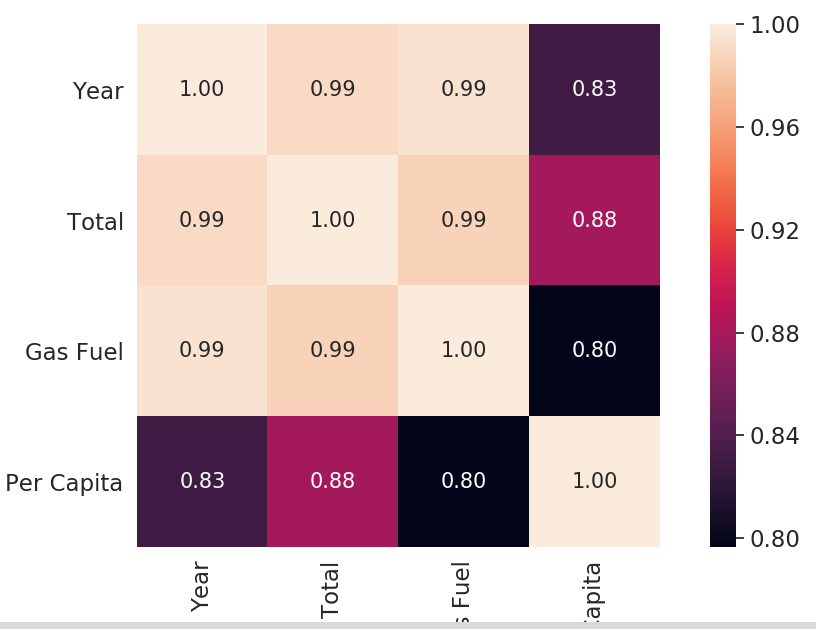 1.00
Year 1.00 0.99 0.99 0.83
0.96
Total 0.99 1.00 0.99 0.88
0.92
0.88
Gas Fuel 0.99 0.99 1.00 0.80
0.84
Per Capita 0.83 0.88 0.80 1.00
0.80
Year Total s Fuel apita